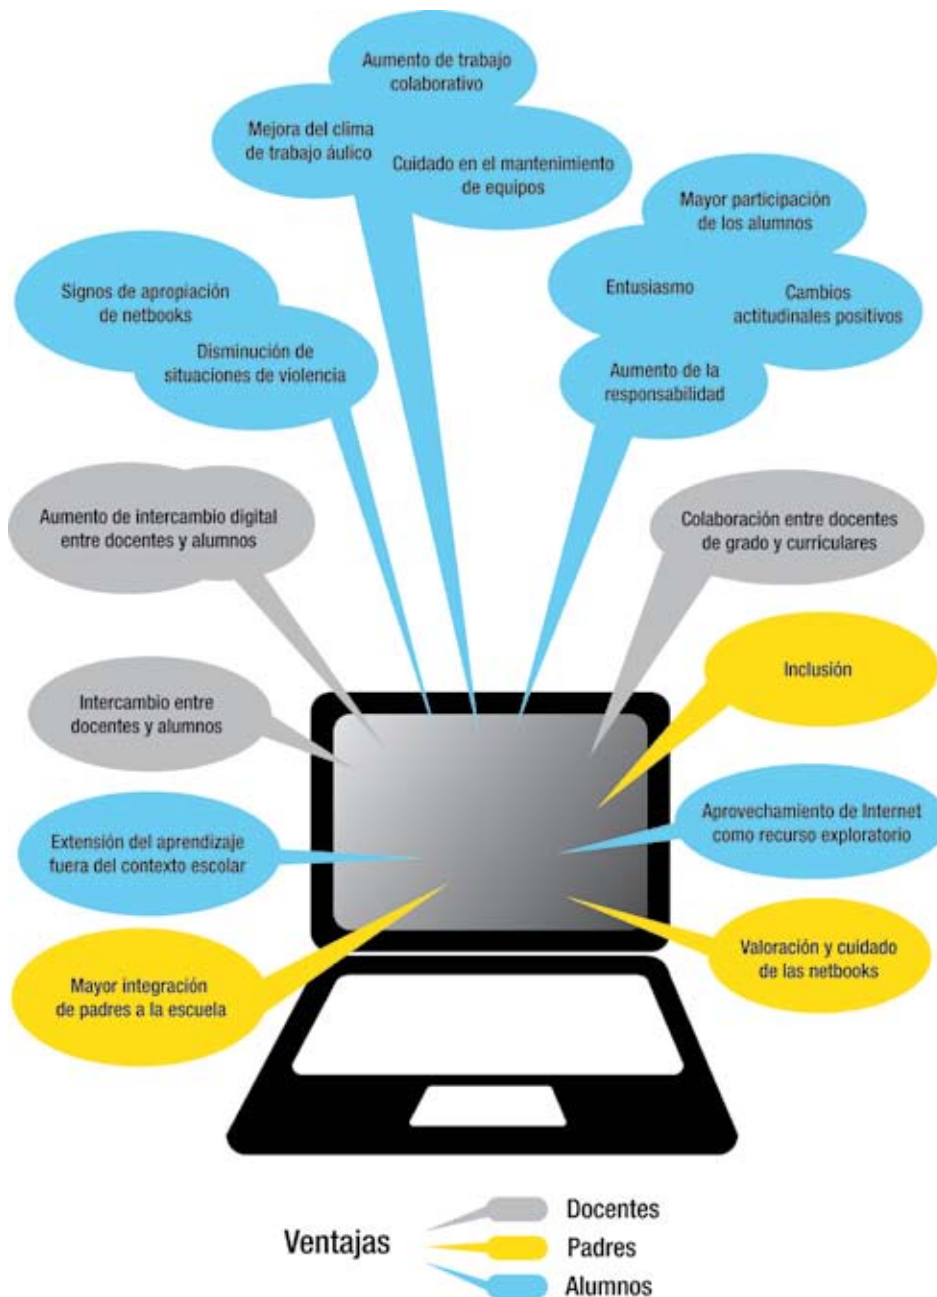 Aumento de trabajo
colaborativo
Mejora del clima
de trabajo áulico
Cuidado en el mantenimiento
de equipos
Mayor participación
de los alumnos
Entusiasmo
Cambios
actitudinales positivos
Aumento de la
responsabilidad
Signos de apropiación
de netbooks
Disminución de
situaciones de violencia
Aumento de intercambio digital
entre docentes y alumnos
Colaboración entre docentes
de grado y curriculares
Inclusión
Intercambio entre
docentes y alumnos
Extensión del aprendizaje
fuera del contexto escolar
Aprovechamiento de Internet
como recurso exploratorio
Mayor integración
de padres a la escuela
Valoración y cuidado
de las netbooks
Ventajas
Docentes
Padres
Alumnos